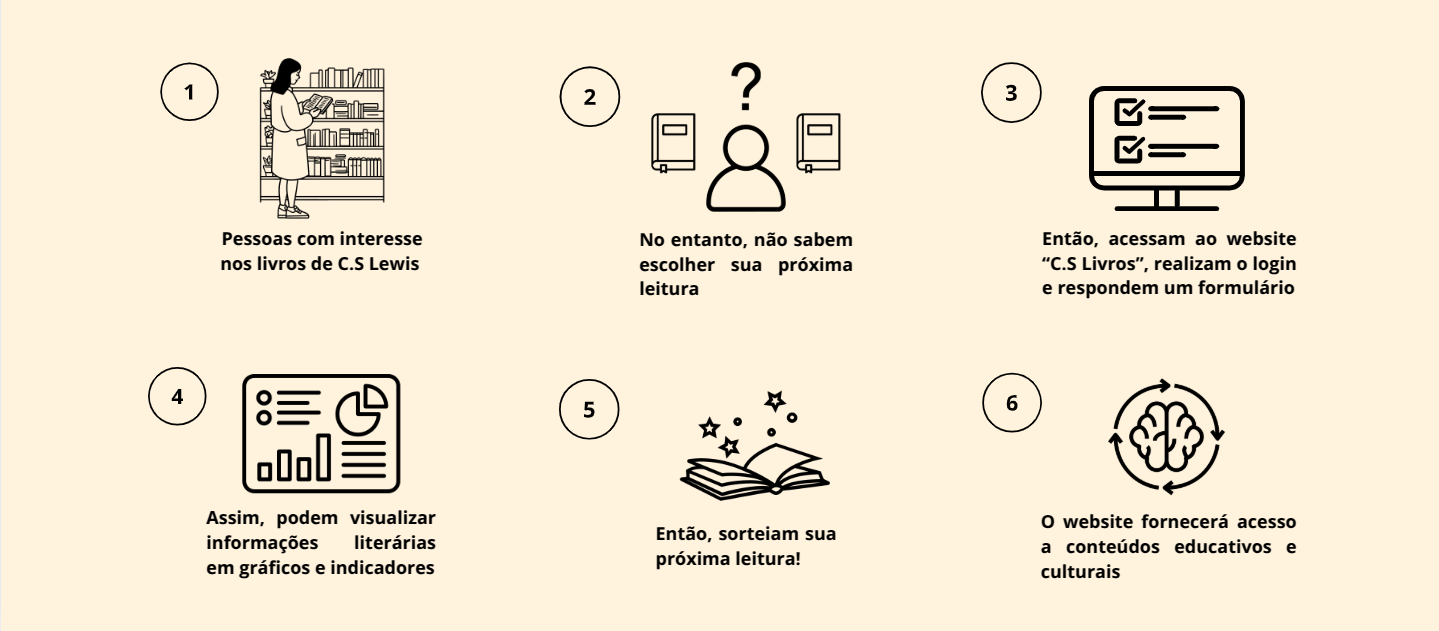 1
Pessoas com interesse
nos livros de C.S Lewis
2
?
No entanto, não sabem
escolher sua próxima
leitura
3
Então, acessam ao website
“C.S Livros”, realizam o login
e respondem um formulário
4
Assim, podem visualizar
informações literárias
em gráficos e indicadores
5
Então, sorteiam sua
próxima leitura!
6
O website fornecerá acesso
a conteúdos educativos e
culturais